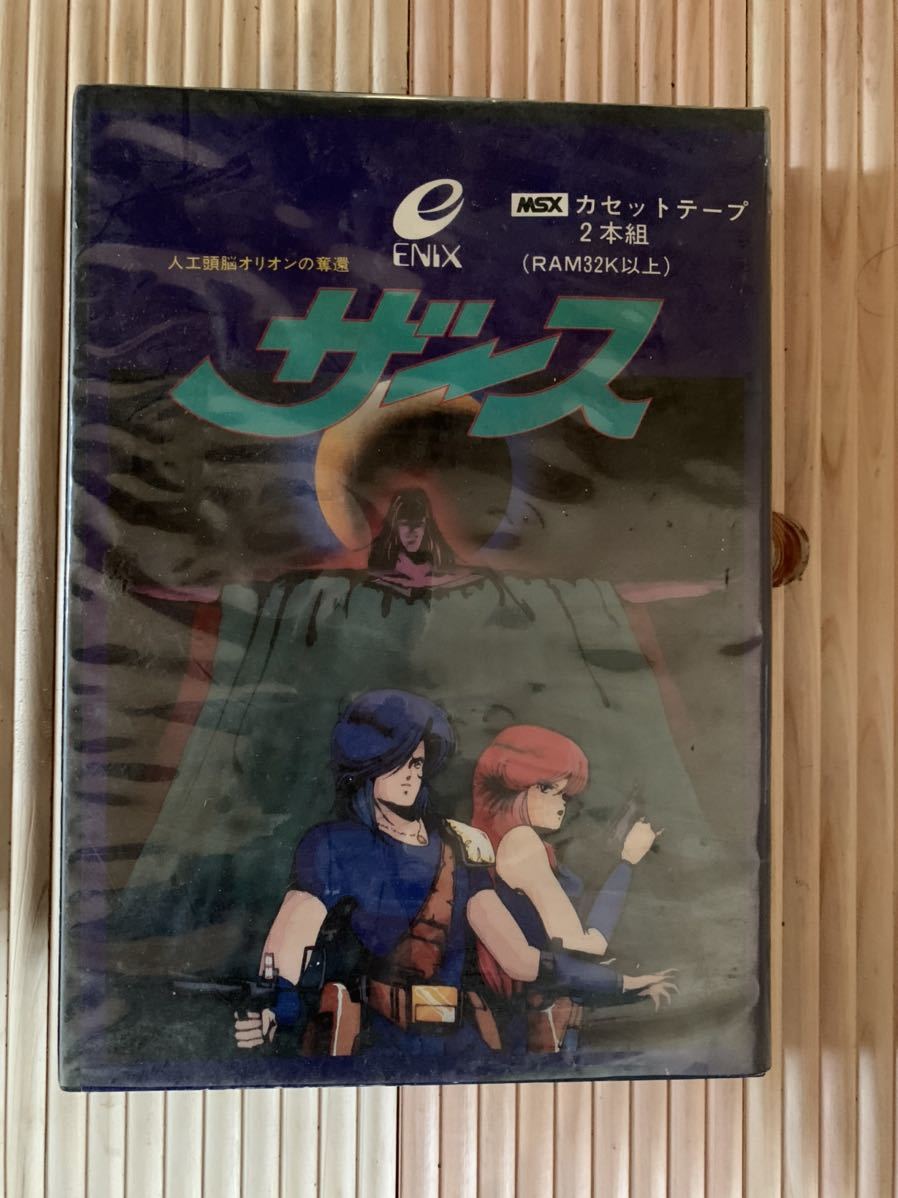 ENIX
MSX カセットテープ
2本組
(RAM32K以上)
人工頭脳オリオンの奪還
ザース